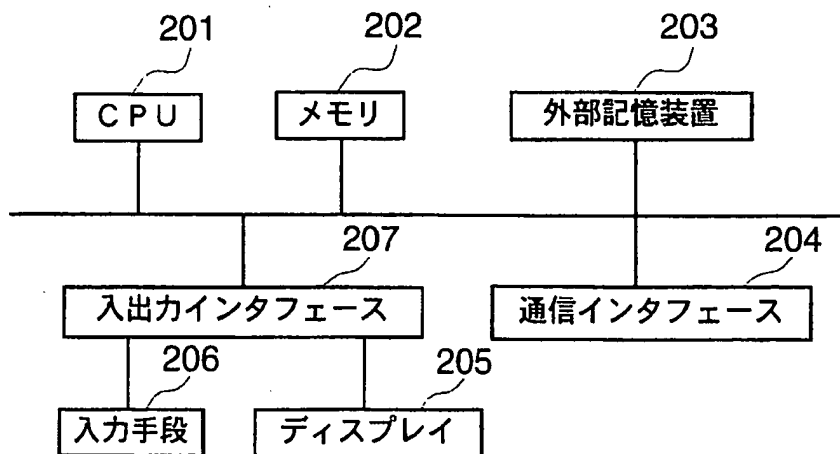 201
202
203
CPU
メモリ
外部記憶装置
207
204
入出力インタフェース
通信インタフェース
206
205
入力手段
ディスプレイ